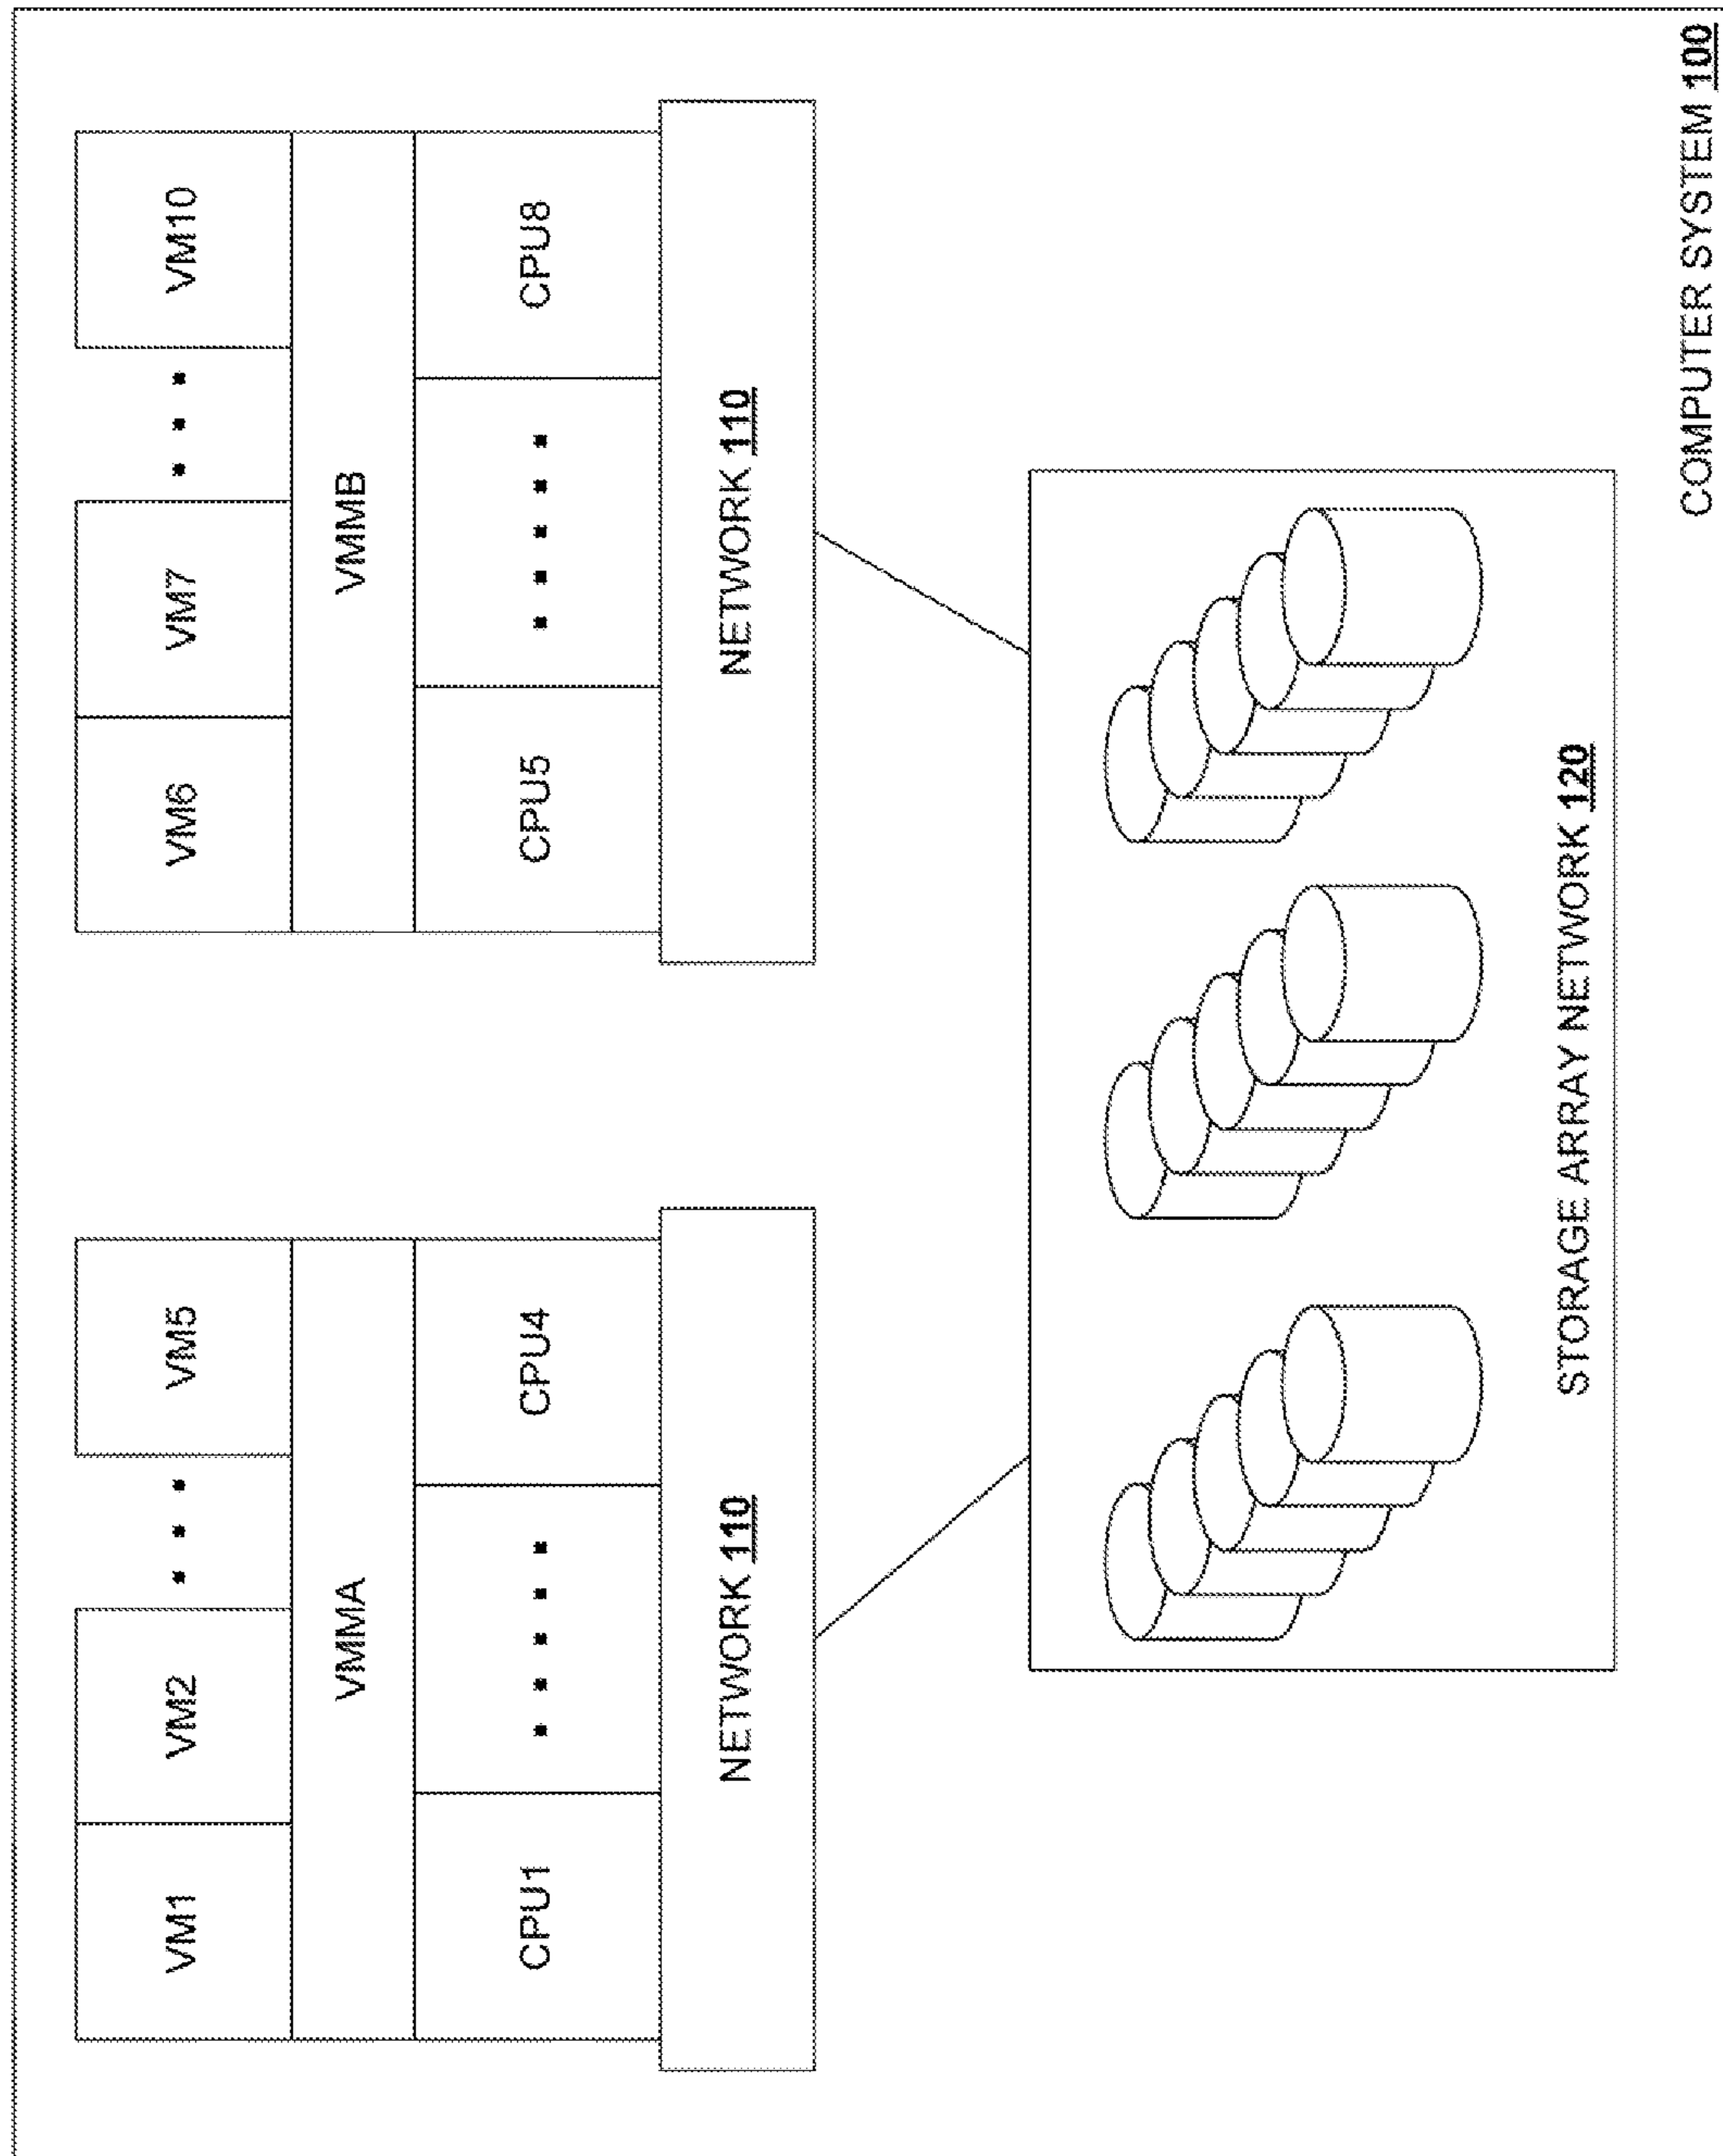 VM1
VM2
VM5
VMMA
CPU1
CPU4
NETWORK 110
VM6
VM7
VM10
VMMB
CPU5
CPU8
NETWORK 110
STORAGE ARRAY NETWORK 120
COMPUTER SYSTEM 100